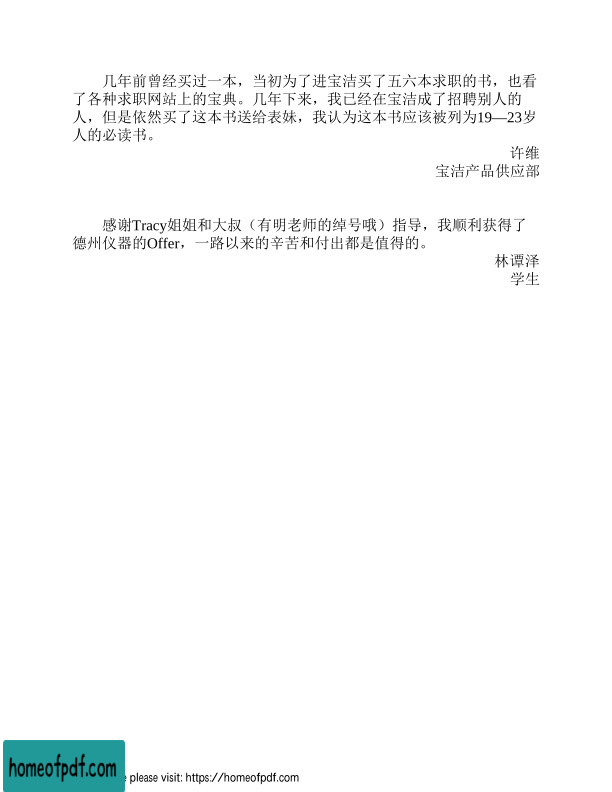 几年前曾经买过一本，当初为了进宝洁买了五六本求职的书，也看
了各种求职网站上的宝典。几年下来，我已经在宝洁成了招聘别人的
人，但是依然买了这本书送给表妹，我认为这本书应该被列为19—23岁
人的必读书。
许维
宝洁产品供应部
感谢Tracy姐姐和大叔（有明老师的绰号哦）指导，我顺利获得了
德州仪器的Offer，一路以来的辛苦和付出都是值得的。
林谭泽
学生
homeofpdf.com
please visit: https://homeofpdf.com